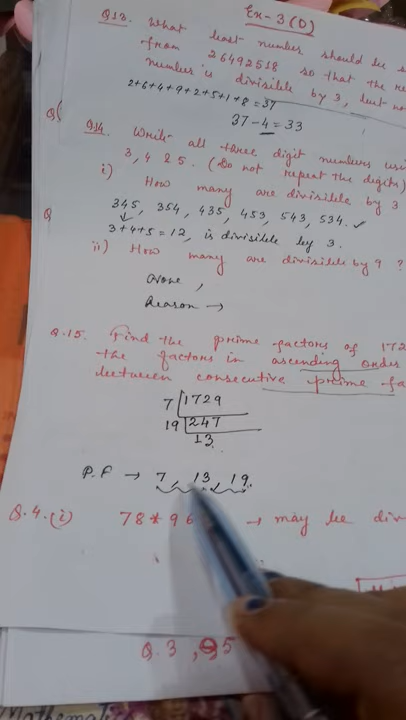 Ex-3(D)
Q13. What least number should be s
from 26492518 so that the re
number is divisible by 3, but no
2+6+4+9+2+5+1+8=37
37-4=33
Q14. Write all three digit numbers usi
3, 4 & 5. (Do not repeat the digits)
i) How many are divisible by 3
345, 354, 435, 453, 543, 534. ✓
3+4+5=12, is divisible by 3.
ii) How many are divisible by 9 ?
None,
Reason →
Q.15. Find the prime factors of 172
the factors in ascending order
between consecutive prime fa
7 1729
19 247
13
P.F → 7, 13, 19.
Q.4.(i) 78*96 → may be div
Q.3, 5
Mathematic